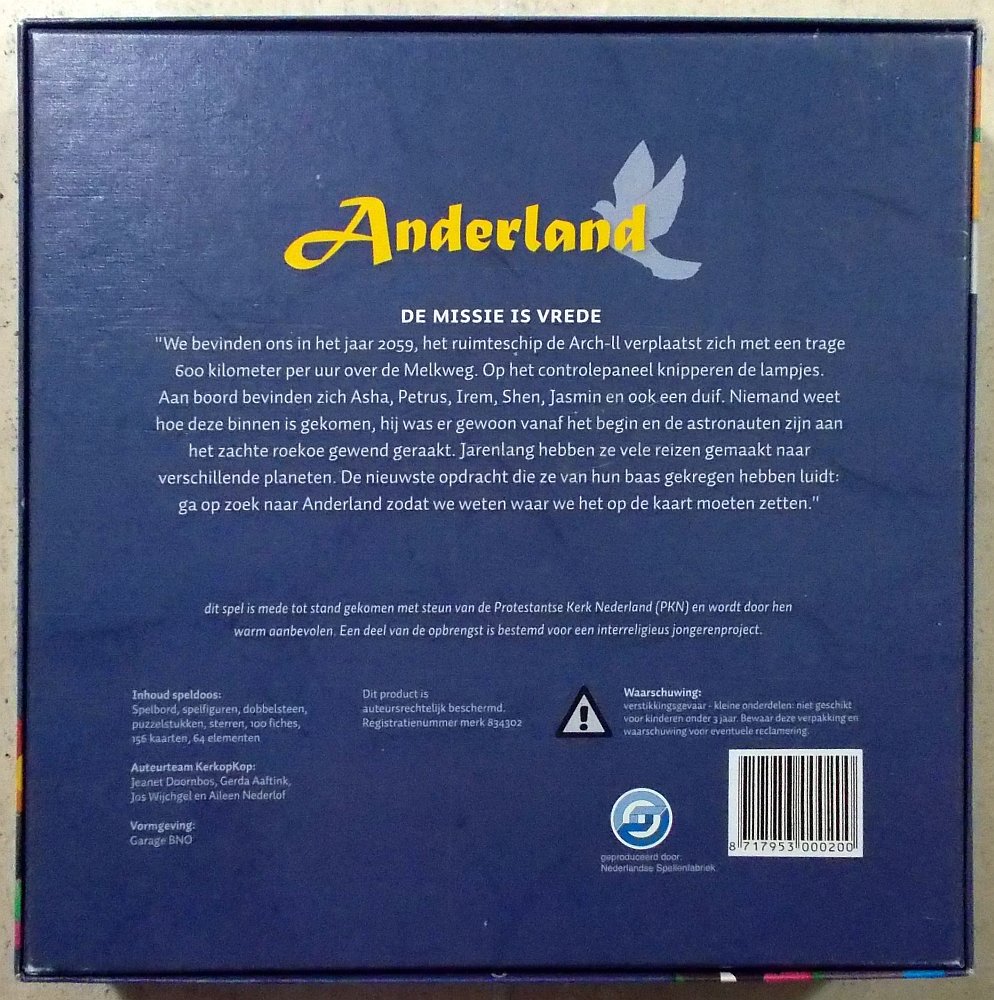 Anderland
DE MISSIE IS VREDE
"We bevinden ons in het jaar 2059, het ruimteschip de Arch-ll verplaatst zich met een trage
600 kilometer per uur over de Melkweg. Op het controlepaneel knipperen de lampjes.
Aan boord bevinden zich Asha, Petrus, Irem, Shen, Jasmin en ook een duif. Niemand weet
hoe deze binnen is gekomen, hij was er gewoon vanaf het begin en de astronauten zijn aan
het zachte roekoe gewend geraakt. Jarenlang hebben ze vele reizen gemaakt naar
verschillende planeten. De nieuwste opdracht die ze van hun baas gekregen hebben luidt:
ga op zoek naar Anderland zodat we weten waar we het op de kaart moeten zetten."
dit spel is mede tot stand gekomen met steun van de Protestantse Kerk Nederland (PKN) en wordt door hen
warm aanbevolen. Een deel van de opbrengst is bestemd voor een interreligieus jongerenproject.
Inhoud speldoos:
Spelbord, spelfiguren, dobbelsteen,
puzzelstukken, sterren, 100 fiches,
156 kaarten, 64 elementen
Auteurteam KerkopKop:
Jeanet Doornbos, Gerda Aaftink,
Jos Wijchgel en Aileen Nederlof
Vormgeving:
Garage BNO
Dit product is
auteursrechtelijk beschermd.
Registratienummer merk 834302
Waarschuwing:
verstikkingsgevaar - kleine onderdelen: niet geschikt
voor kinderen onder 3 jaar. Bewaar deze verpakking en
waarschuwing voor eventuele reclamering.
geproduceerd door:
Nederlandse Spellenfabriek
8 717953 000200